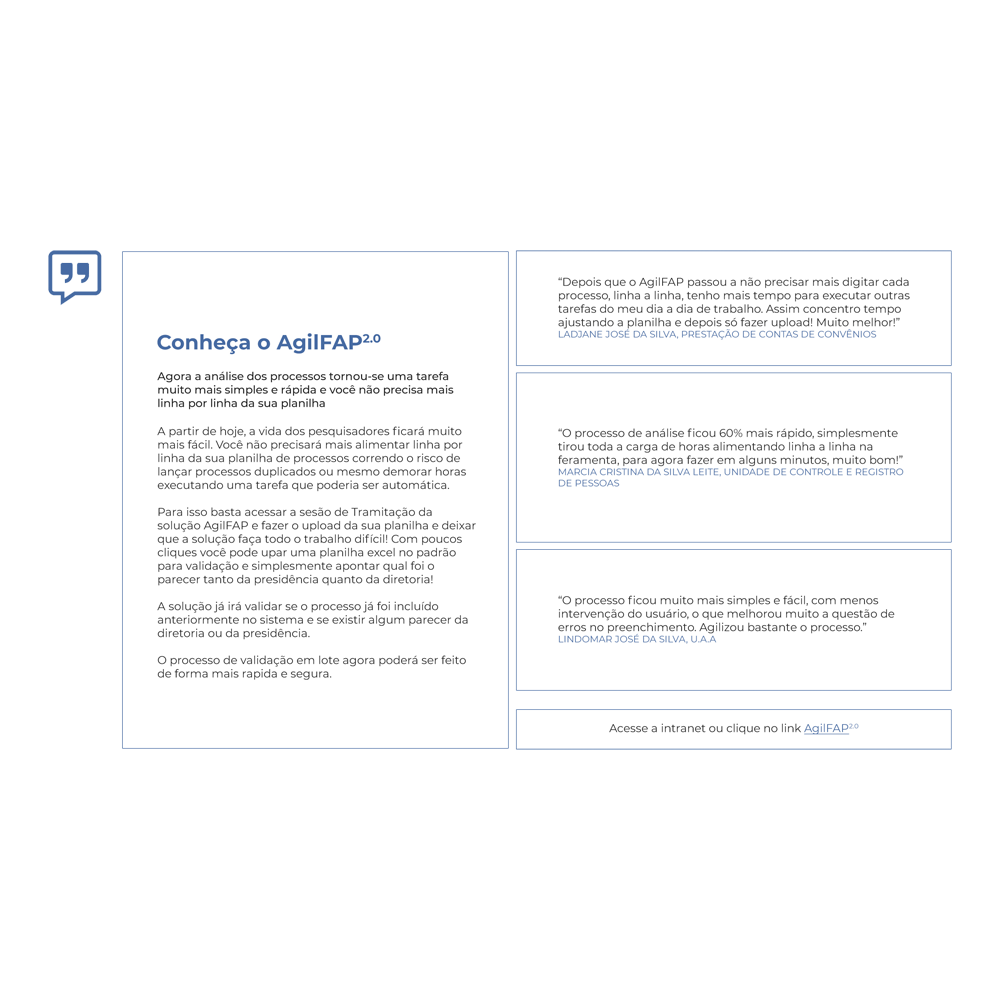 Conheça o AgilFAP2.0
Agora a análise dos processos tornou-se uma tarefa
muito mais simples e rápida e você não precisa mais
linha por linha da sua planilha
A partir de hoje, a vida dos pesquisadores ficará muito
mais fácil. Você não precisará mais alimentar linha por
linha da sua planilha de processos correndo o risco de
lançar processos duplicados ou mesmo demorar horas
executando uma tarefa que poderia ser automática.
Para isso basta acessar a sesão de Tramitação da
solução AgilFAP e fazer o upload da sua planilha e deixar
que a solução faça todo o trabalho difícil! Com poucos
cliques você pode upar uma planilha excel no padrão
para validação e simplesmente apontar qual foi o
parecer tanto da presidência quanto da diretoria!
A solução já irá validar se o processo já foi incluído
anteriormente no sistema e se existir algum parecer da
diretoria ou da presidência.
O processo de validação em lote agora poderá ser feito
de forma mais rapida e segura.
“Depois que o AgilFAP passou a não precisar mais digitar cada
processo, linha a linha, tenho mais tempo para executar outras
tarefas do meu dia a dia de trabalho. Assim concentro tempo
ajustando a planilha e depois só fazer upload! Muito melhor!”
LADJANE JOSÉ DA SILVA, PRESTAÇÃO DE CONTAS DE CONVÊNIOS
“O processo de análise ficou 60% mais rápido, simplesmente
tirou toda a carga de horas alimentando linha a linha na
feramenta, para agora fazer em alguns minutos, muito bom!”
MARCIA CRISTINA DA SILVA LEITE, UNIDADE DE CONTROLE E REGISTRO
DE PESSOAS
“O processo ficou muito mais simples e fácil, com menos
intervenção do usuário, o que melhorou muito a questão de
erros no preenchimento. Agilizou bastante o processo.”
LINDOMAR JOSÉ DA SILVA, U.A.A
Acesse a intranet ou clique no link AgilFAP2.0